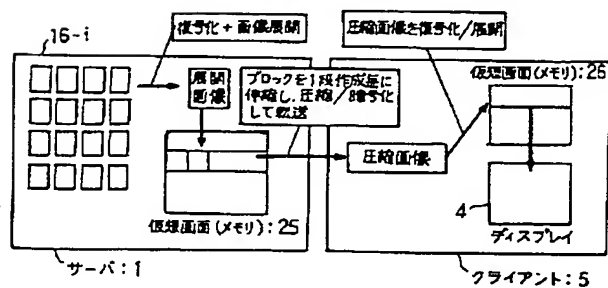 16-i
復号化+画像展開
圧縮画像を復号化/展開
展開
画像
ブロックを1段作成毎に
伸縮し、圧縮/暗号化
して転送
仮想画面(メモリ):26
圧縮画像
仮想画面(メモリ):25
4
ディスプレイ
サーバ:1
クライアント:5